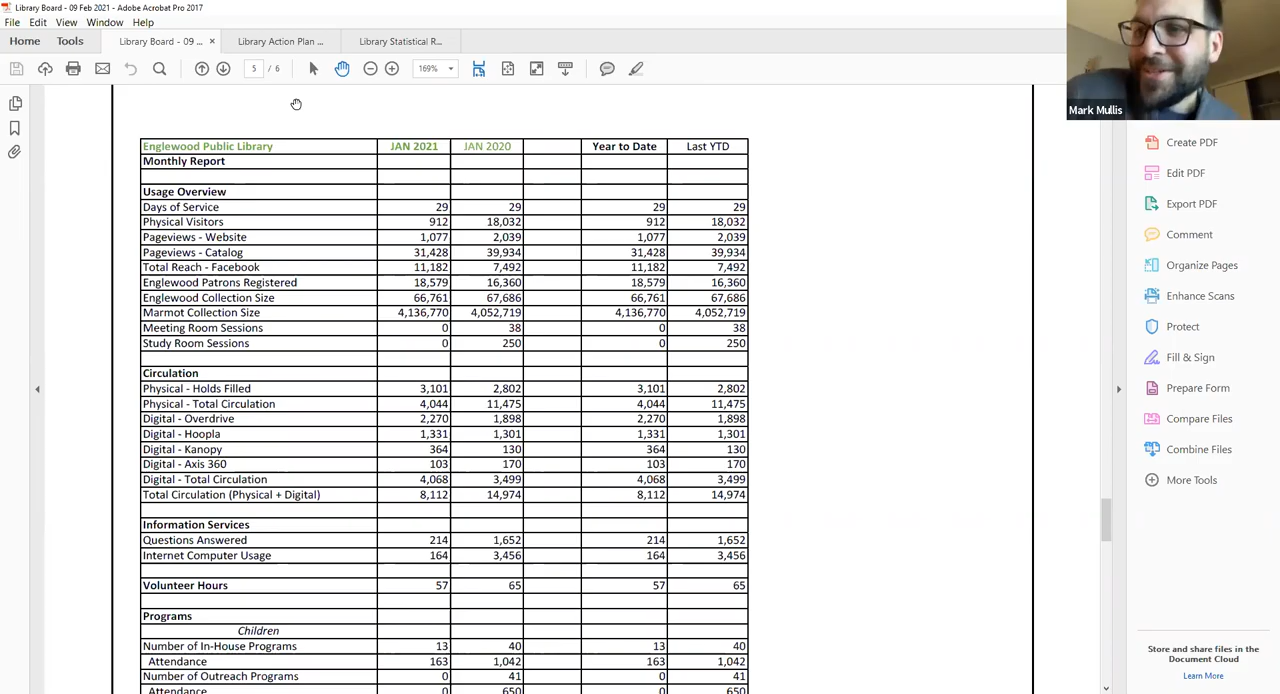 Library Board - 09 Feb 2021 - Adobe Acrobat Pro 2017
File Edit View Window Help
Home Tools Library Board - 09 ... × Library Action Plan ... Library Statistical R...
5 / 6 169%
Mark Mullis
Englewood Public Library JAN 2021 JAN 2020 Year to Date Last YTD
Monthly Report
Usage Overview
Days of Service 29 29 29 29
Physical Visitors 912 18,032 912 18,032
Pageviews - Website 1,077 2,039 1,077 2,039
Pageviews - Catalog 31,428 39,934 31,428 39,934
Total Reach - Facebook 11,182 7,492 11,182 7,492
Englewood Patrons Registered 18,579 16,360 18,579 16,360
Englewood Collection Size 66,761 67,686 66,761 67,686
Marmot Collection Size 4,136,770 4,052,719 4,136,770 4,052,719
Meeting Room Sessions 0 38 0 38
Study Room Sessions 0 250 0 250
Circulation
Physical - Holds Filled 3,101 2,802 3,101 2,802
Physical - Total Circulation 4,044 11,475 4,044 11,475
Digital - Overdrive 2,270 1,898 2,270 1,898
Digital - Hoopla 1,331 1,301 1,331 1,301
Digital - Kanopy 364 130 364 130
Digital - Axis 360 103 170 103 170
Digital - Total Circulation 4,068 3,499 4,068 3,499
Total Circulation (Physical + Digital) 8,112 14,974 8,112 14,974
Information Services
Questions Answered 214 1,652 214 1,652
Internet Computer Usage 164 3,456 164 3,456
Volunteer Hours 57 65 57 65
Programs
Children
Number of In-House Programs 13 40 13 40
Attendance 163 1,042 163 1,042
Number of Outreach Programs 0 41 0 41
Attendance 0 650 0 650
Create PDF
Edit PDF
Export PDF
Comment
Organize Pages
Enhance Scans
Protect
Fill & Sign
Prepare Form
Compare Files
Combine Files
More Tools
Store and share files in the
Document Cloud
Learn More